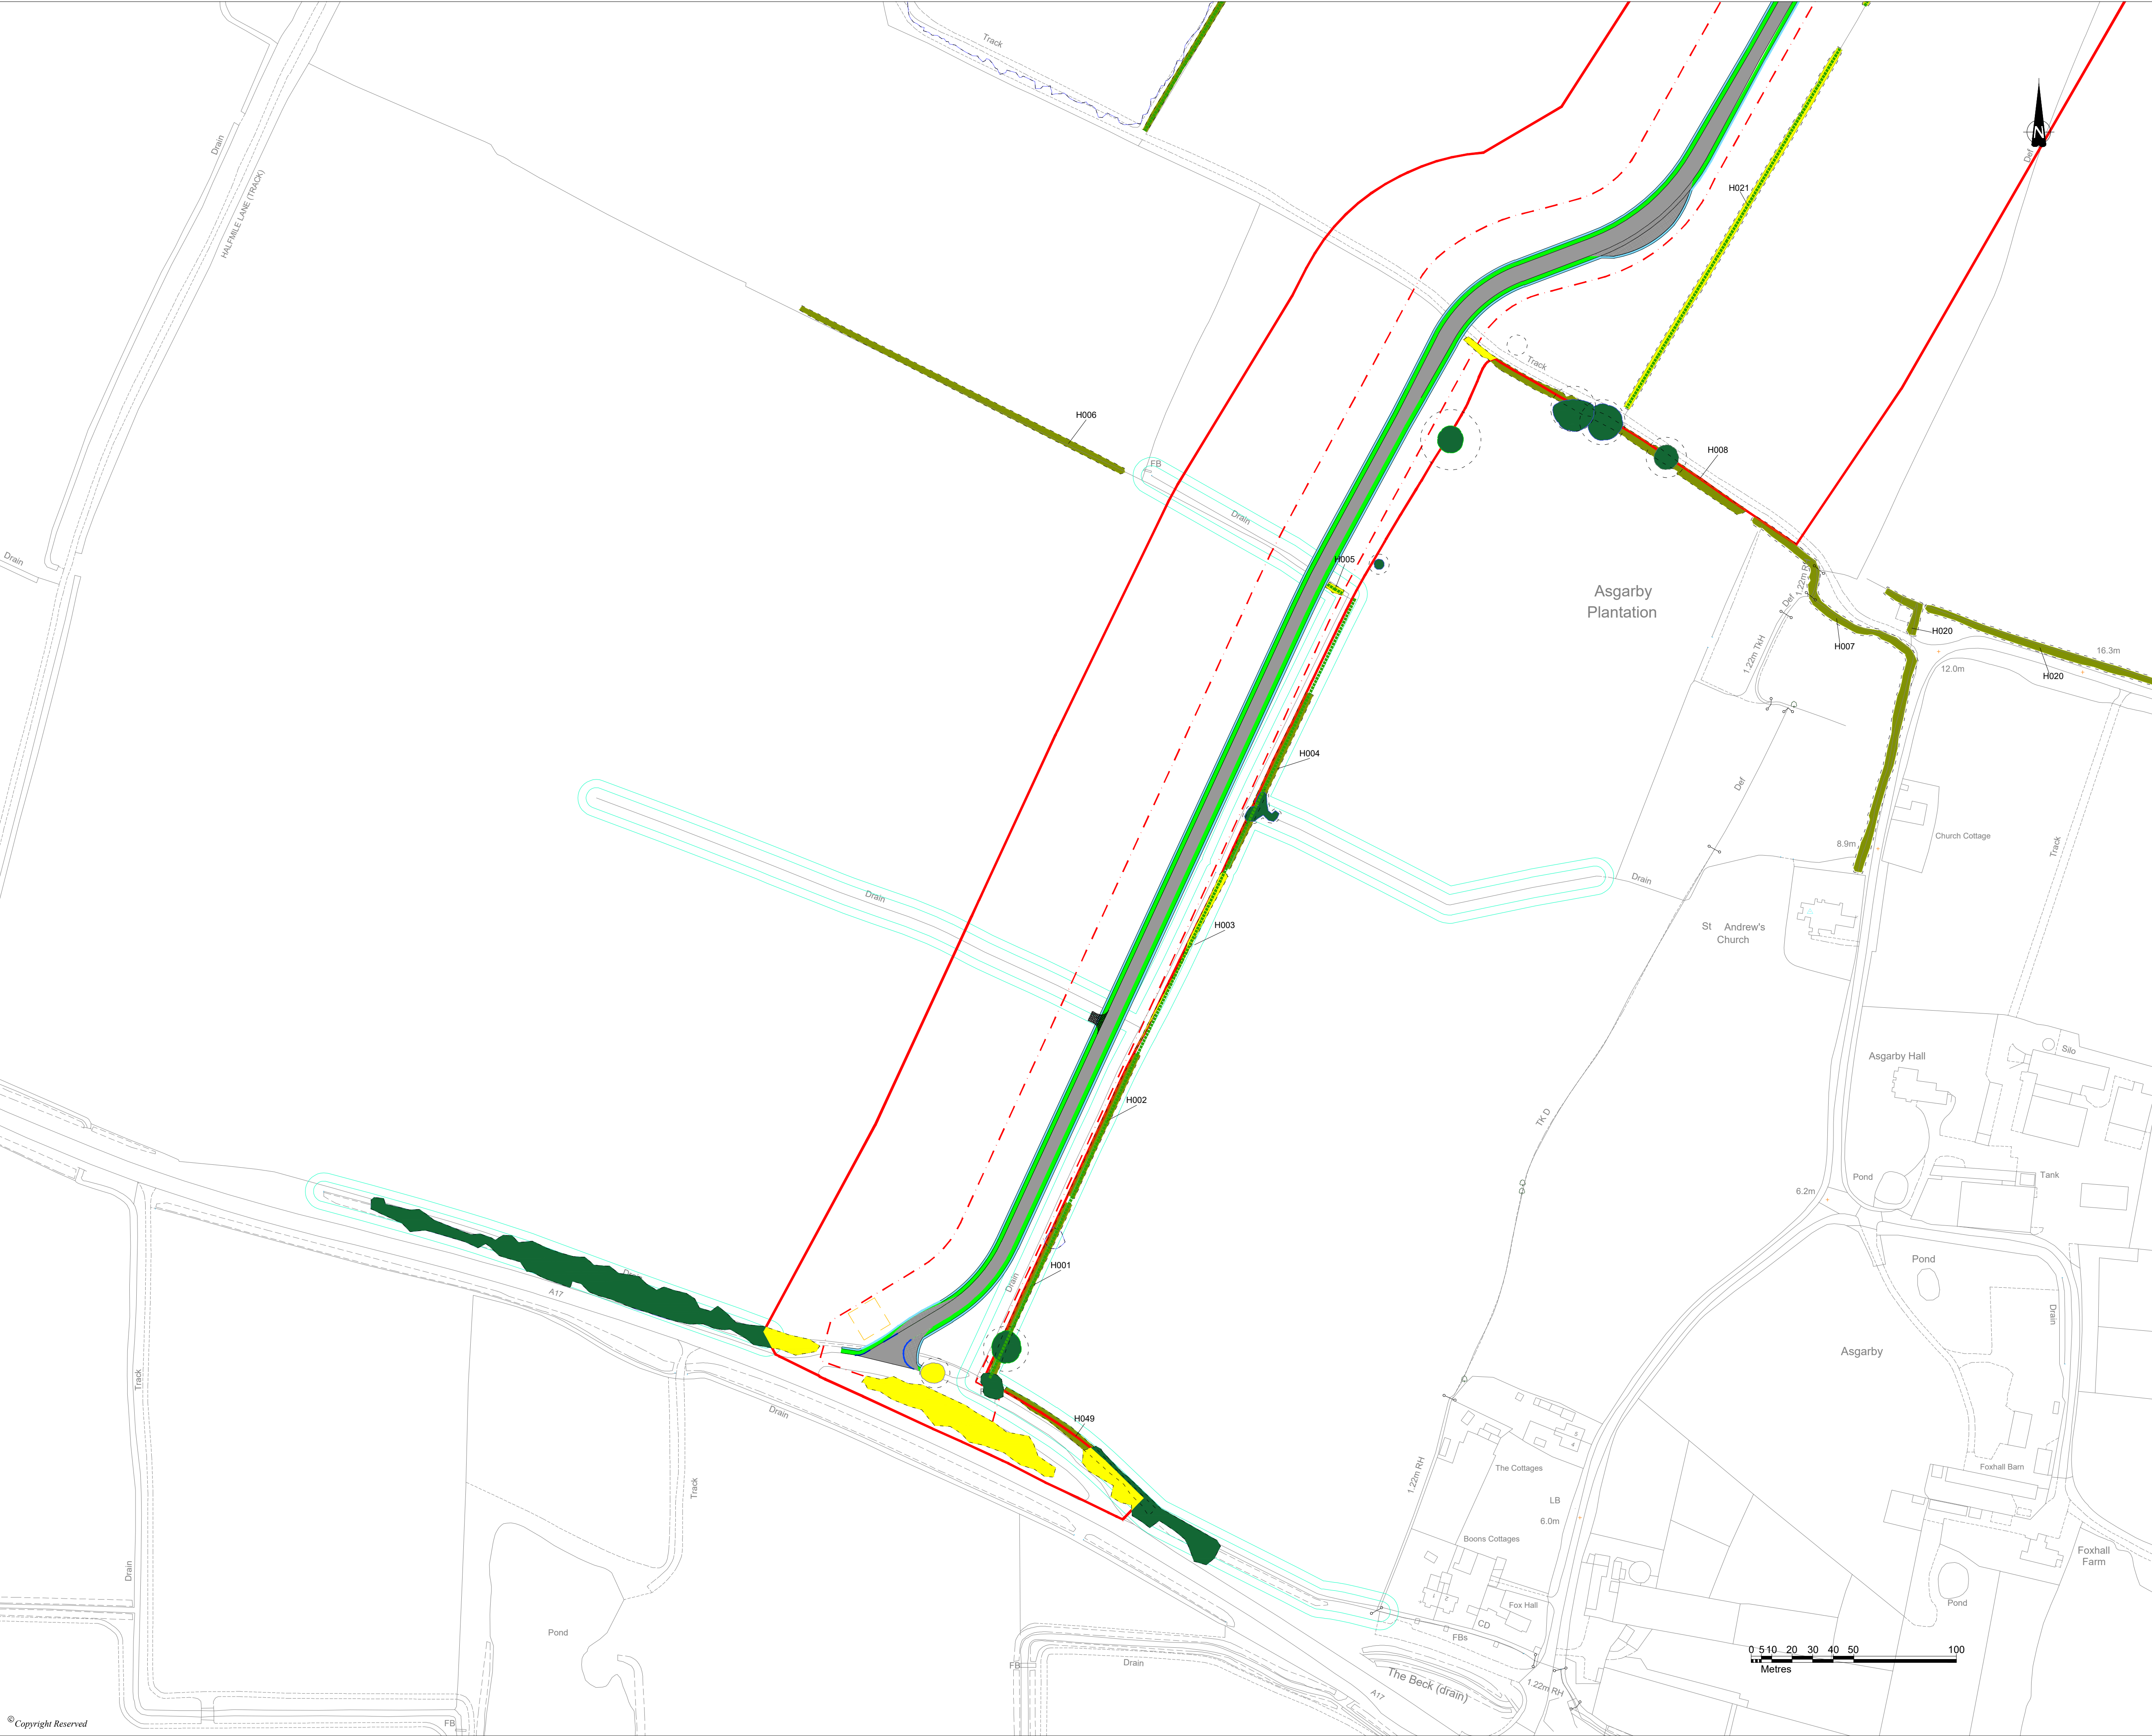 Track
Drain
HALFMILE LANE (TRACK)
N
Def
H021
Track
H006
H008
FB
Drain
Drain
H005
Asgarby
Plantation
1.22m R
Def
H020
H007
1.22m TkH
16.3m
12.0m
H020
H004
Def
Church Cottage
Track
8.9m
Drain
Drain
St Andrew's
Church
H003
Silo
Asgarby Hall
H002
TK D
Tank
Pond
6.2m
Pond
H001
Drain
A17
Drain
Asgarby
Track
Drain
H049
Track
5
4
The Cottages
1.22m RH
Foxhall Barn
LB
6.0m
Boons Cottages
Foxhall
Farm
Drain
Fox Hall
Pond
CD
FBs
Pond
Drain
FB
0 5 10 20 30 40 50 100
Metres
The Beck (drain)
1.22m RH
A17
FB
© Copyright Reserved